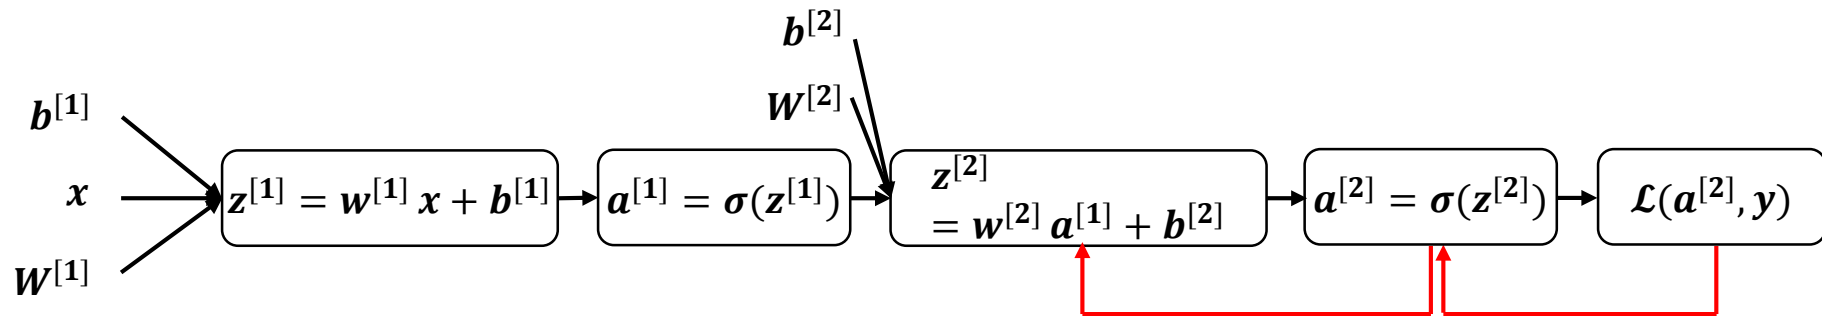 b^[2]
W^[2]
b^[1]
x
W^[1]
z^[1] = w^[1] x + b^[1]
a^[1] = σ(z^[1])
z^[2]
= w^[2] a^[1] + b^[2]
a^[2] = σ(z^[2])
ℒ(a^[2], y)